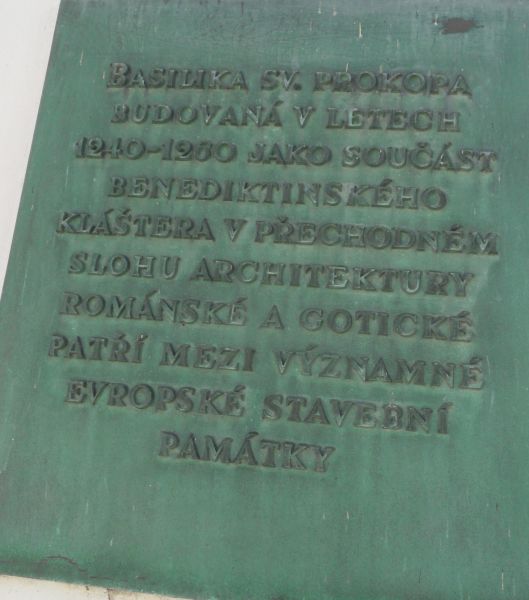 BASILIKA SV. PROKOPA
BUDOVANÁ V LETECH
1240-1260 JAKO SOUČÁST
BENEDIKTINSKÉHO
KLÁŠTERA V PŘECHODNÉM
SLOHU ARCHITEKTURY
ROMÁNSKÉ A GOTICKÉ
PATŘÍ MEZI VÝZNAMNÉ
EVROPSKÉ STAVEBNÍ
PAMÁTKY